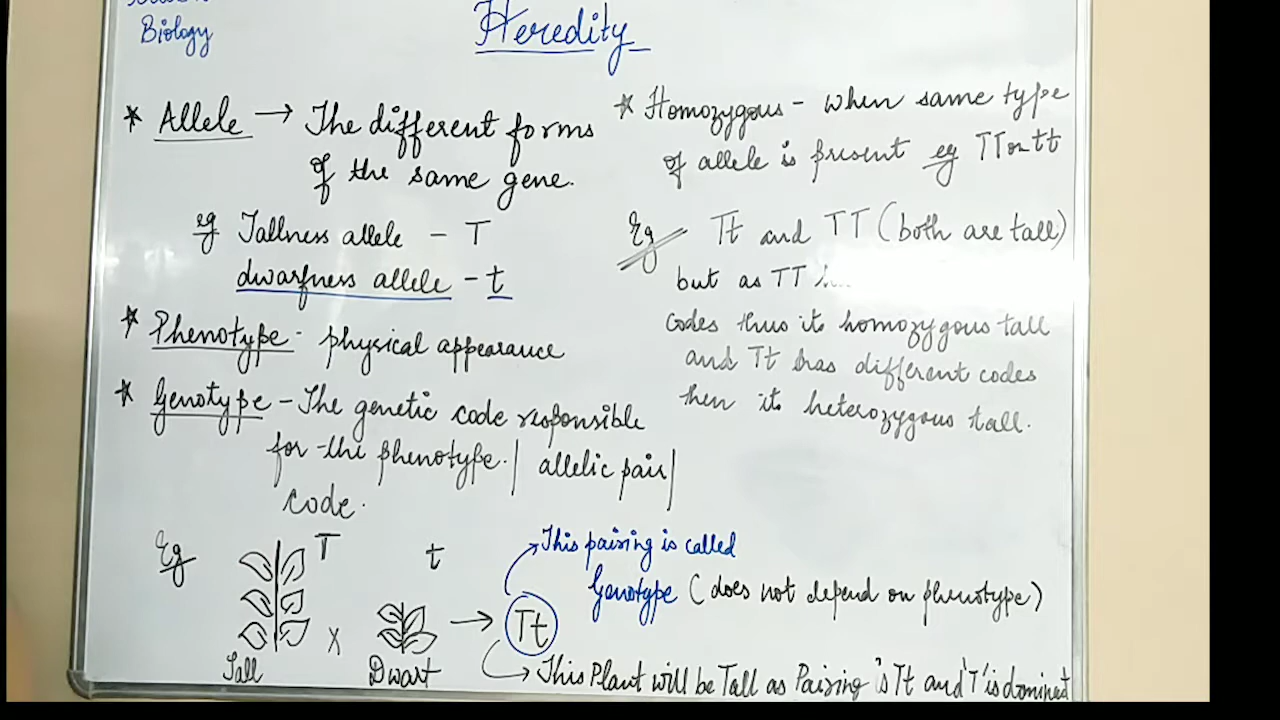 Biology
Heredity
* Allele → The different forms
of the same gene.
eg Tallness allele - T
dwarfness allele - t
* Phenotype - physical appearance
* Genotype - The genetic code responsible
for the phenotype. / allelic pair /
code.
Eg
T
t
X
Tall
Dwart
→ Tt
This pairing is called
Genotype (does not depend on phenotype)
This Plant will be Tall as Pairing is Tt and 'T' is dominent
* Homozygous - when same type
of allele is present eg TT or tt
Eg Tt and TT (both are tall)
but as TT
codes thus its homozygous tall
and Tt has different codes
then its heterozygous tall.